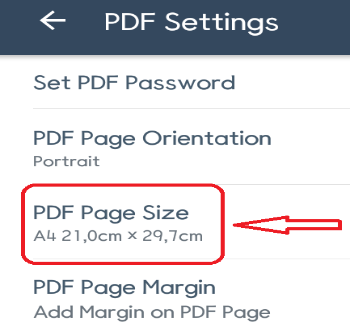 PDF Settings
Set PDF Password
PDF Page Orientation
Portrait
PDF Page Size
A4 21,0cm × 29,7cm
PDF Page Margin
Add Margin on PDF Page